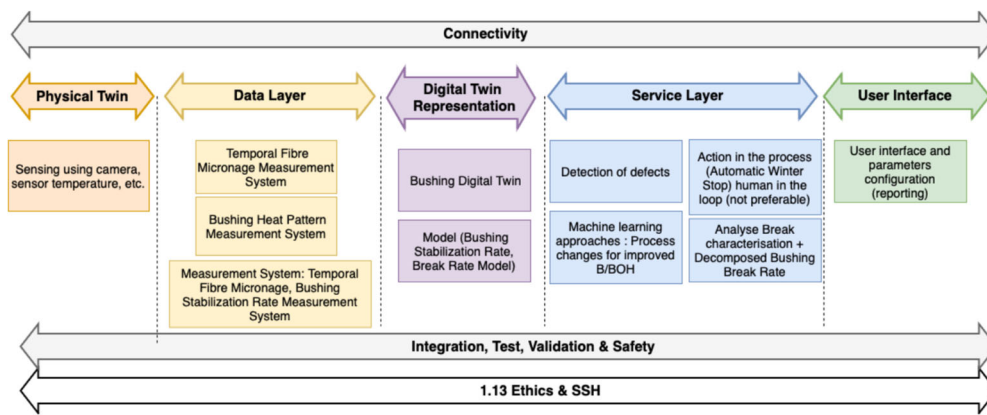 Connectivity
Physical Twin
Data Layer
Digital Twin
Representation
Service Layer
User Interface
Sensing using camera,
sensor temperature, etc.
Temporal Fibre
Micronage Measurement
System
Bushing Heat Pattern
Measurement System
Measurement System: Temporal
Fibre Micronage, Bushing
Stabilization Rate Measurement
System
Bushing Digital Twin
Model (Bushing
Stabilization Rate,
Break Rate Model)
Detection of defects
Machine learning
approaches : Process
changes for improved
B/BOH
Action in the process
(Automatic Winter
Stop) human in the
loop (not preferable)
Analyse Break
characterisation +
Decomposed Bushing
Break Rate
User interface and
parameters
configuration
(reporting)
Integration, Test, Validation & Safety
1.13 Ethics & SSH